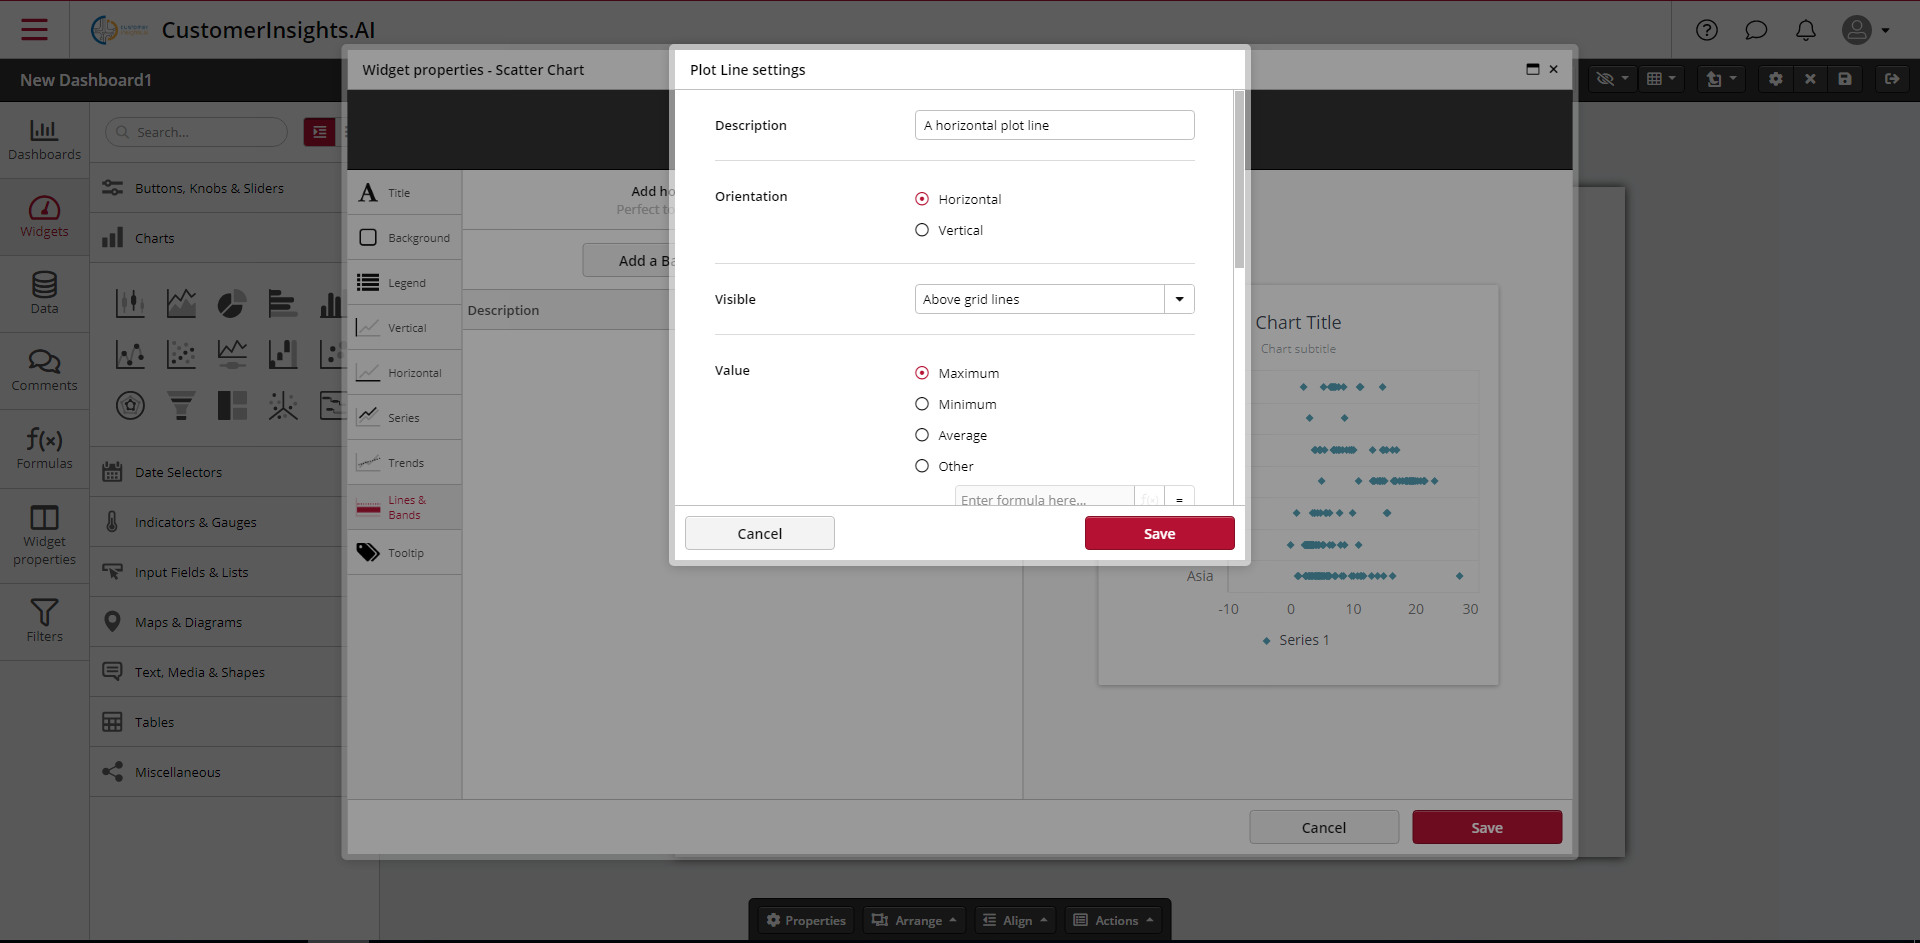 CustomerInsights.AI
New Dashboard1
Widget properties - Scatter Chart
Plot Line settings
Dashboards
Widgets
Data
Comments
f(x)
Formulas
Widget
properties
Filters
Search...
Buttons, Knobs & Sliders
Charts
Date Selectors
Indicators & Gauges
Input Fields & Lists
Maps & Diagrams
Text, Media & Shapes
Tables
Miscellaneous
A Title
Background
Legend
Vertical
Horizontal
Series
Trends
Lines &
Bands
Tooltip
Add ho
Perfect to
Add a Ba
Description
Description
A horizontal plot line
Orientation
Horizontal
Vertical
Visible
Above grid lines
Value
Maximum
Minimum
Average
Other
Enter formula here...
f(x)
=
Cancel
Save
Chart Title
Chart subtitle
Asia
-10 0 10 20 30
Series 1
Cancel
Save
Properties
Arrange
Align
Actions